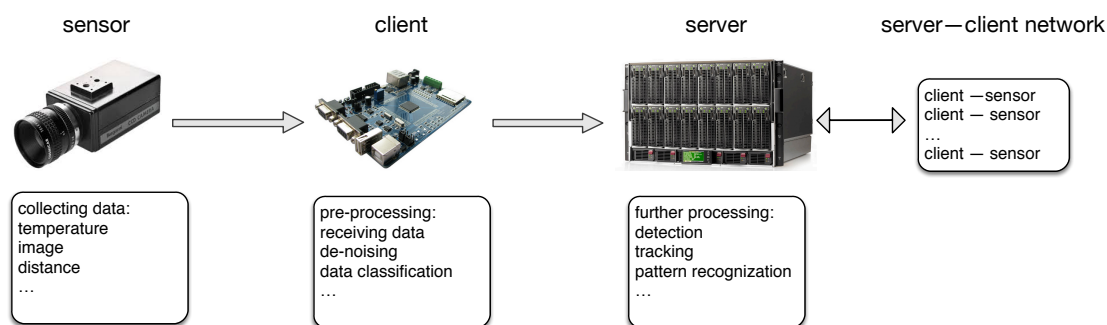 sensor
client
server
server—client network
client —sensor
client — sensor
...
client — sensor
collecting data:
temperature
image
distance
...
pre-processing:
receiving data
de-noising
data classification
...
further processing:
detection
tracking
pattern recognization
...